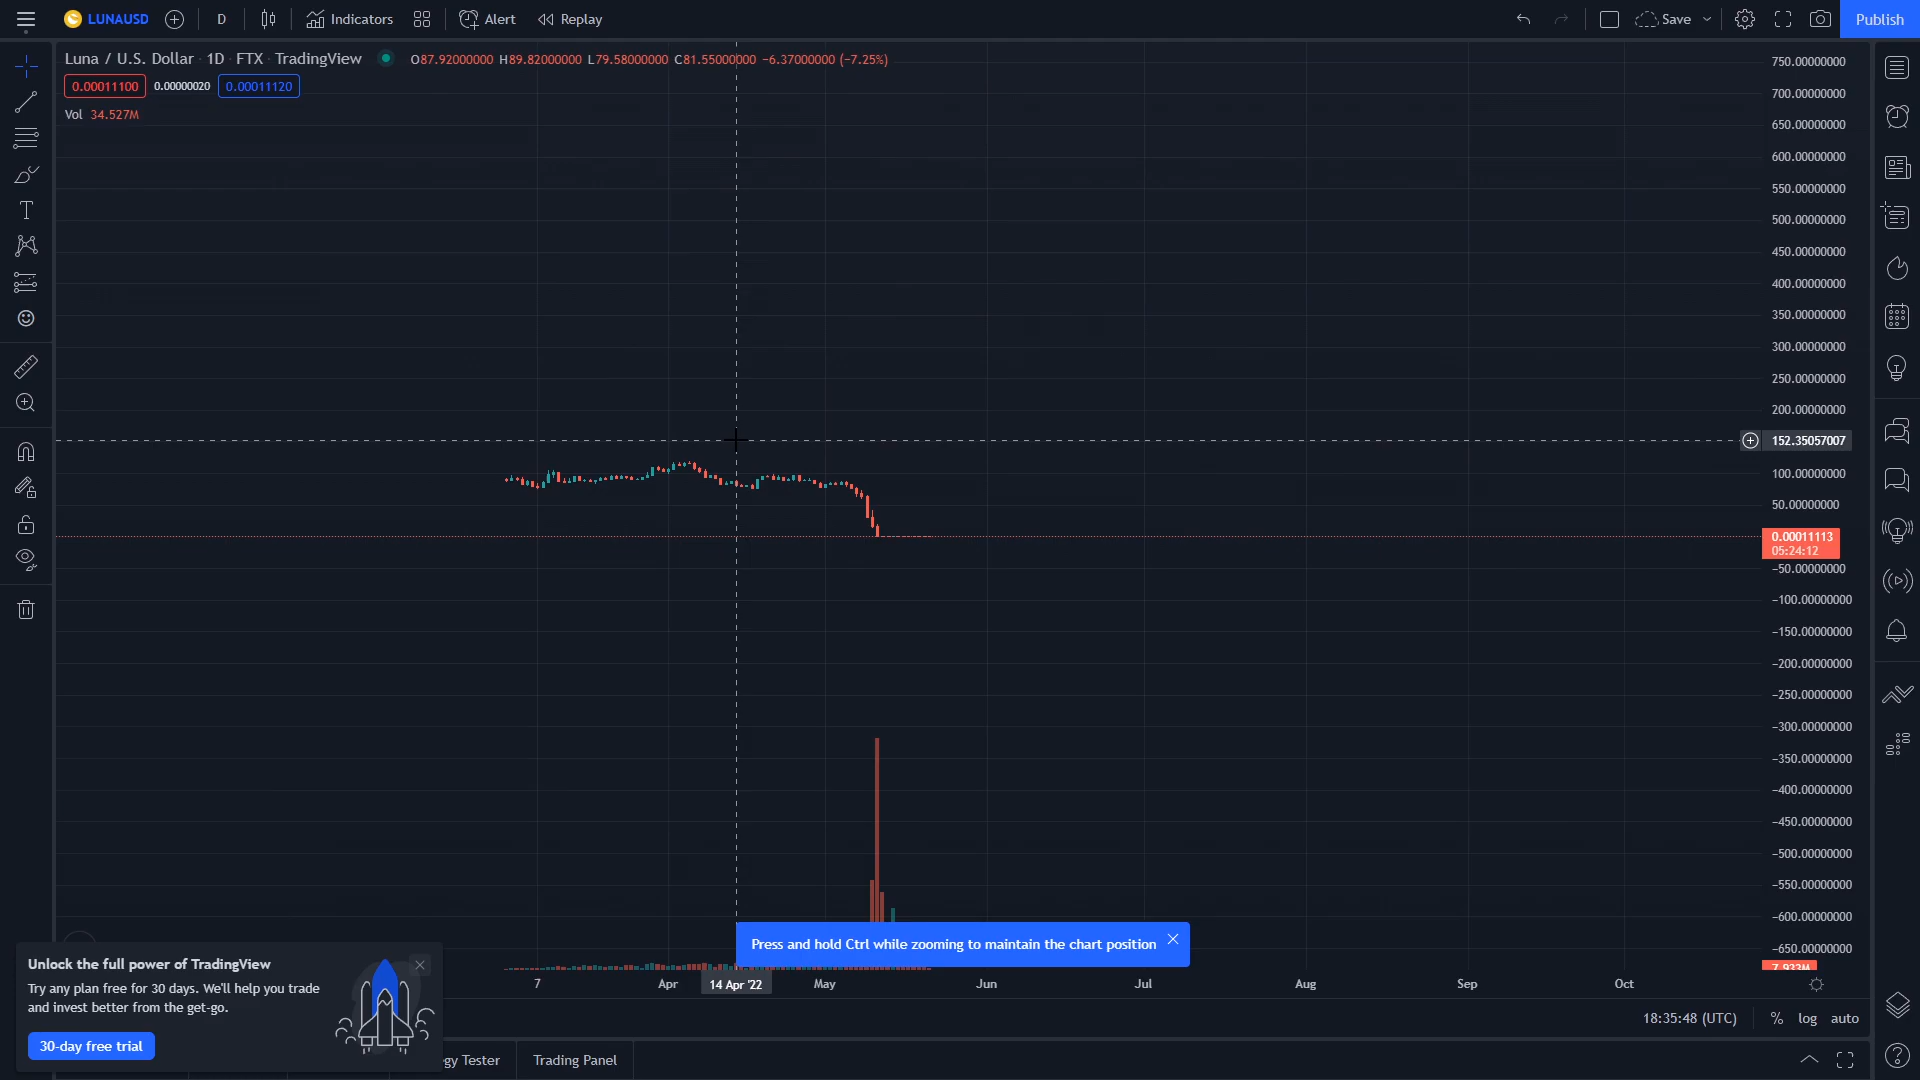 LUNAUSD D Indicators Alert Replay Save Publish
Luna / U.S. Dollar · 1D · FTX · TradingView O87.92000000 H89.82000000 L79.58000000 C81.55000000 −6.37000000 (−7.25%)
0.00011100 0.00000020 0.00011120
Vol 34.527M
750.00000000
700.00000000
650.00000000
600.00000000
550.00000000
500.00000000
450.00000000
400.00000000
350.00000000
300.00000000
250.00000000
200.00000000
152.35057007
100.00000000
50.00000000
0.00011113
05:24:12
−50.00000000
−100.00000000
−150.00000000
−200.00000000
−250.00000000
−300.00000000
−350.00000000
−400.00000000
−450.00000000
−500.00000000
−550.00000000
−600.00000000
−650.00000000
7.933M
Press and hold Ctrl while zooming to maintain the chart position
7 Apr 14 Apr '22 May Jun Jul Aug Sep Oct
Unlock the full power of TradingView
Try any plan free for 30 days. We'll help you trade
and invest better from the get-go.
30-day free trial
18:35:48 (UTC) % log auto
gy Tester Trading Panel